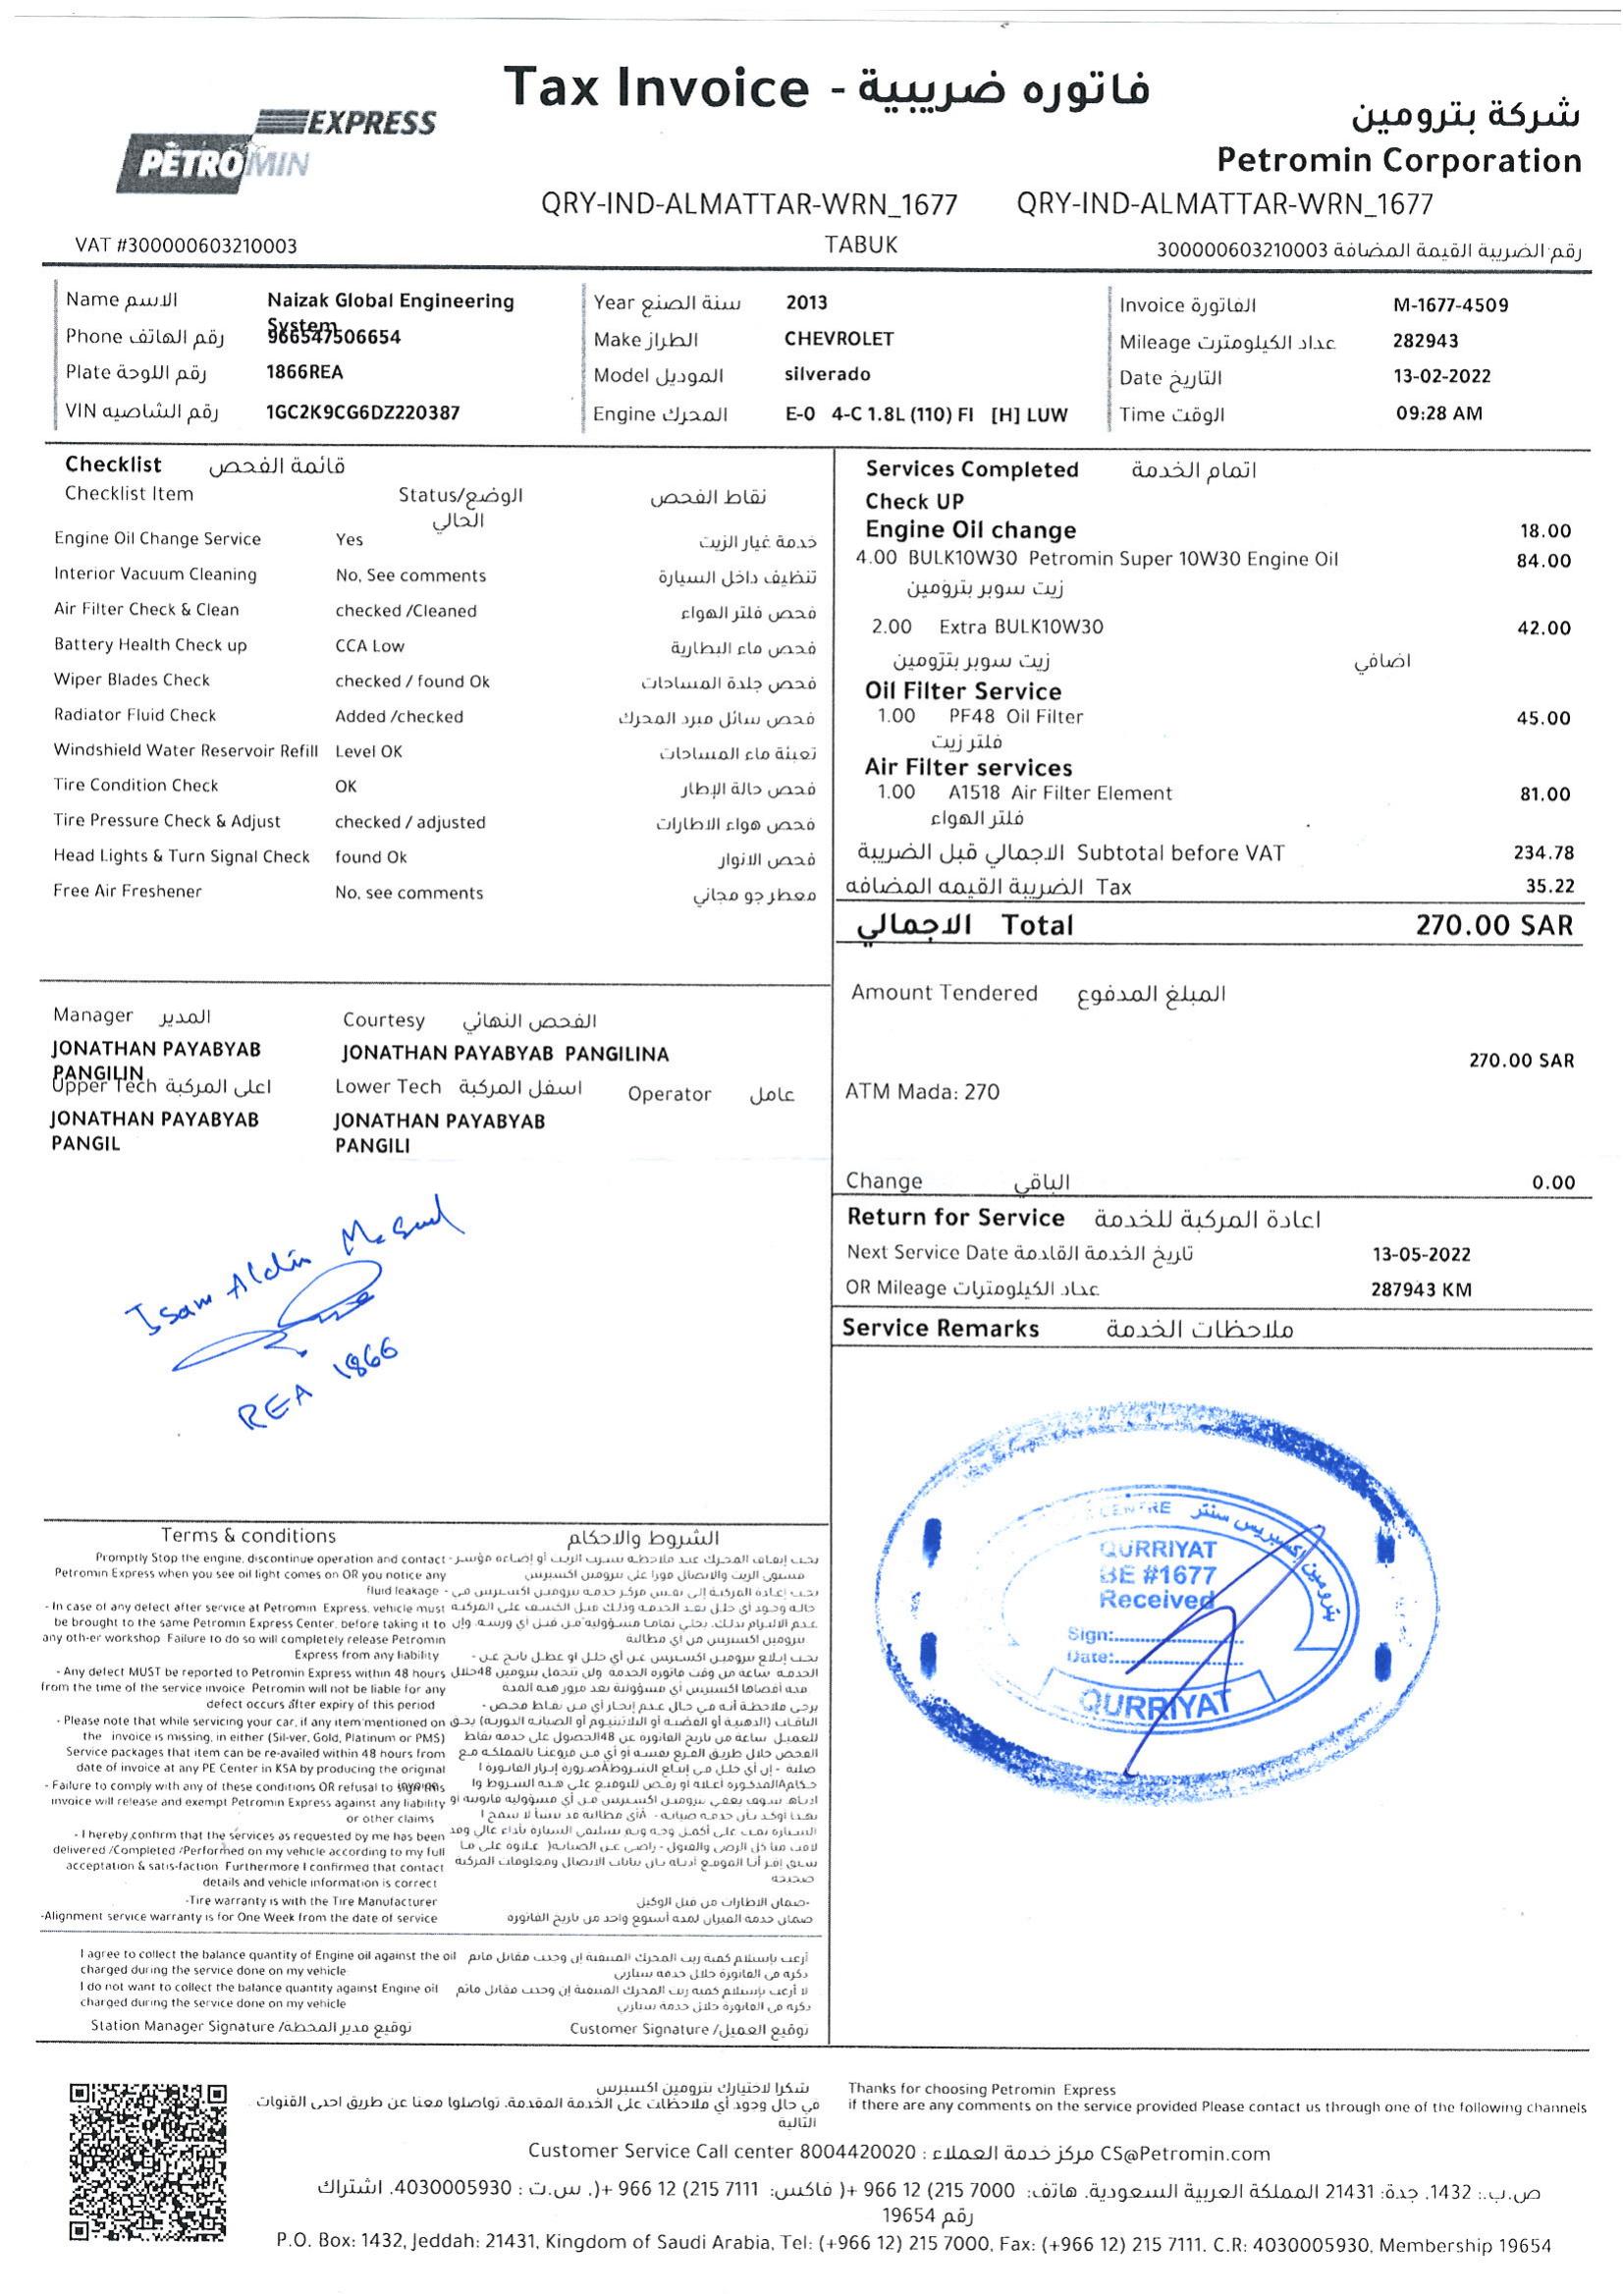 Tax Invoice - فاتوره ضريبية
EXPRESS
PETROMIN
شركة بترومين
Petromin Corporation
QRY-IND-ALMATTAR-WRN_1677 QRY-IND-ALMATTAR-WRN_1677
VAT #300000603210003 TABUK رقم الضريبة القيمة المضافة 300000603210003
Name الاسم Naizak Global Engineering System
Phone رقم الهاتف 966547506654
Plate رقم اللوحة 1866REA
VIN رقم الشاصيه 1GC2K9CG6DZ220387
Year سنة الصنع 2013
Make الطراز CHEVROLET
Model الموديل silverado
Engine المحرك E-0 4-C 1.8L (110) FI [H] LUW
Invoice الفاتورة M-1677-4509
Mileage عداد الكيلومترت 282943
Date التاريخ 13-02-2022
Time الوقت 09:28 AM
Checklist قائمة الفحص
Checklist Item Status/الوضع الحالي نقاط الفحص
Engine Oil Change Service Yes خدمة غيار الزيت
Interior Vacuum Cleaning No, See comments تنظيف داخل السيارة
Air Filter Check & Clean checked /Cleaned فحص فلتر الهواء
Battery Health Check up CCA Low فحص ماء البطارية
Wiper Blades Check checked / found Ok فحص جلدة المساحات
Radiator Fluid Check Added /checked فحص سائل مبرد المحرك
Windshield Water Reservoir Refill Level OK تعبئة ماء المساحات
Tire Condition Check OK فحص حالة الإطار
Tire Pressure Check & Adjust checked / adjusted فحص هواء الاطارات
Head Lights & Turn Signal Check found Ok فحص الانوار
Free Air Freshener No, see comments معطر جو مجاني
Services Completed اتمام الخدمة
Check UP
Engine Oil change 18.00
4.00 BULK10W30 Petromin Super 10W30 Engine Oil 84.00
زيت سوبر بترومين
2.00 Extra BULK10W30 42.00
زيت سوبر بترومين اضافي
Oil Filter Service
1.00 PF48 Oil Filter 45.00
فلتر زيت
Air Filter services
1.00 A1518 Air Filter Element 81.00
فلتر الهواء
الاجمالي قبل الضريبة Subtotal before VAT 234.78
الضريبة القيمه المضافه Tax 35.22
الاجمالي Total 270.00 SAR
Amount Tendered المبلغ المدفوع
270.00 SAR
ATM Mada: 270
Change الباقي 0.00
Return for Service اعادة المركبة للخدمة
Next Service Date تاريخ الخدمة القادمة 13-05-2022
OR Mileage عداد الكيلومترات 287943 KM
Service Remarks ملاحظات الخدمة
Manager المدير Courtesy الفحص النهائي
JONATHAN PAYABYAB PANGILIN JONATHAN PAYABYAB PANGILINA
Upper Tech اعلى المركبة Lower Tech اسفل المركبة Operator عامل
JONATHAN PAYABYAB PANGIL JONATHAN PAYABYAB PANGILI
Isam Aldin
REA 1866
CENTRE بترومين إكسبريس سنتر
QURRIYAT
BE #1677
Received
Sign:
Date:
QURRIYAT
Terms & conditions الشروط والاحكام
Promptly Stop the engine, discontinue operation and contact
Petromin Express when you see oil light comes on OR you notice any
fluid leakage
- In case of any defect after service at Petromin Express, vehicle must
be brought to the same Petromin Express Center, before taking it to
any oth-er workshop Failure to do so will completely release Petromin
Express from any liability
- Any defect MUST be reported to Petromin Express within 48 hours
from the time of the service invoice Petromin will not be liable for any
defect occurs after expiry of this period
- Please note that while servicing your car, if any item mentioned on
the invoice is missing, in either (Sil-ver, Gold, Platinum or PMS)
Service packages that item can be re-availed within 48 hours from
date of invoice at any PE Center in KSA by producing the original
- Failure to comply with any of these conditions OR refusal to sign this
invoice will release and exempt Petromin Express against any liability
or other claims
- I hereby confirm that the services as requested by me has been
delivered /Completed /Performed on my vehicle according to my full
acceptation & satis-faction Furthermore I confirmed that contact
details and vehicle information is correct
-Tire warranty is with the Tire Manufacturer
-Alignment service warranty is for One Week from the date of service
-ضمان الاطارات من قبل الوكيل
ضمان خدمة الميزان لمدة أسبوع واحد من تاريخ الفاتورة
I agree to collect the balance quantity of Engine oil against the oil
charged during the service done on my vehicle
I do not want to collect the balance quantity against Engine oil
charged during the service done on my vehicle
Station Manager Signature /توقيع مدير المحطة Customer Signature /توقيع العميل
شكرا لاختيارك بترومين اكسبرس
في حال وجود أي ملاحظات على الخدمة المقدمة، تواصلوا معنا عن طريق احدى القنوات
التالية
Thanks for choosing Petromin Express
if there are any comments on the service provided Please contact us through one of the following channels
Customer Service Call center 8004420020 : مركز خدمة العملاء CS@Petromin.com
ص.ب.: 1432, جدة: 21431 المملكة العربية السعودية. هاتف: 7000 215) 12 966 +( فاكس: 7111 215) 12 966 +(. س.ت : 4030005930. اشتراك
رقم 19654
P.O. Box: 1432, Jeddah: 21431, Kingdom of Saudi Arabia, Tel: (+966 12) 215 7000, Fax: (+966 12) 215 7111. C.R: 4030005930, Membership 19654